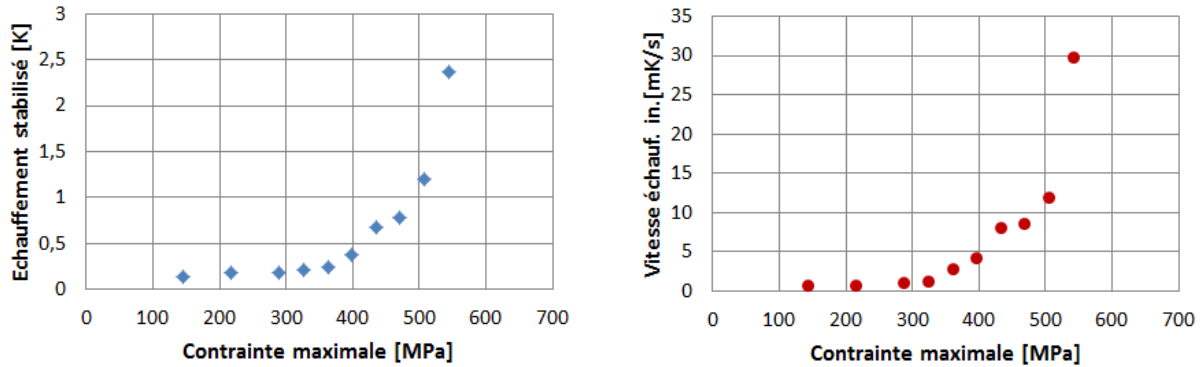 Echauffement stabilisé [K]
3
2,5
2
1,5
1
0,5
0
0 100 200 300 400 500 600 700
Contrainte maximale [MPa]
Vitesse échauf. in.[mK/s]
35
30
25
20
15
10
5
0
0 100 200 300 400 500 600 700
Contrainte maximale [MPa]